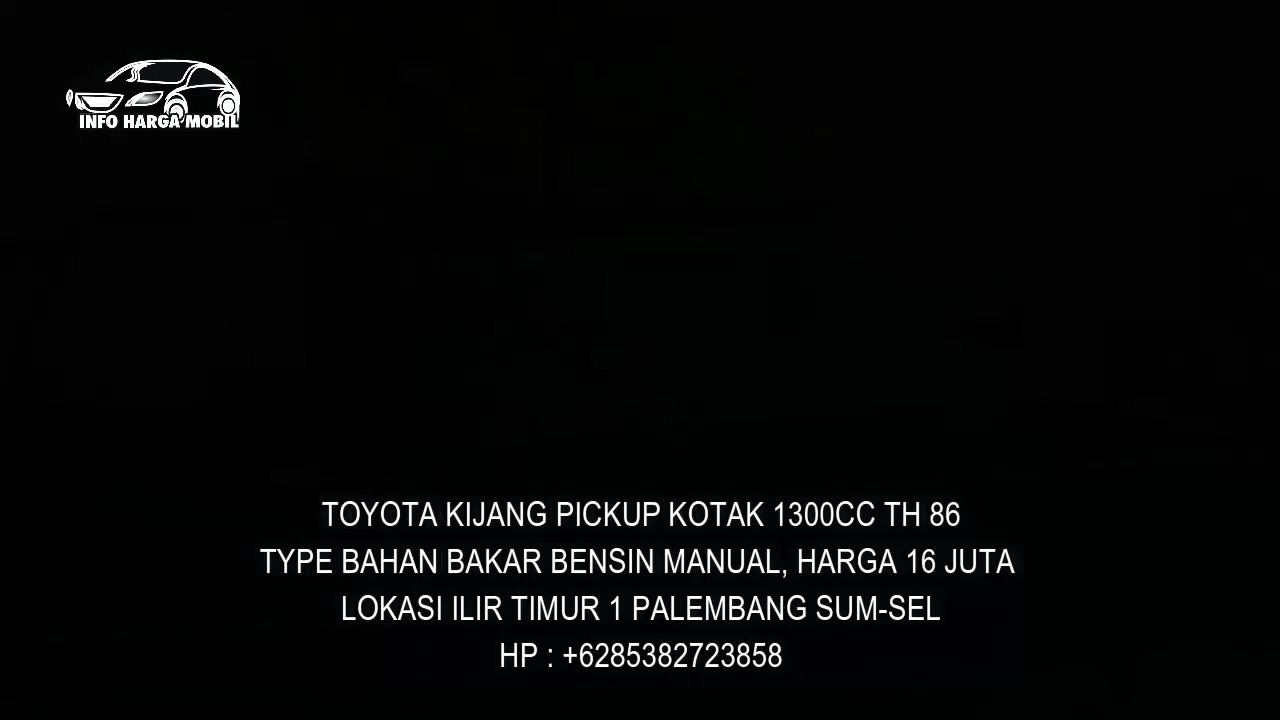 INFO HARGA MOBIL
TOYOTA KIJANG PICKUP KOTAK 1300CC TH 86
TYPE BAHAN BAKAR BENSIN MANUAL, HARGA 16 JUTA
LOKASI ILIR TIMUR 1 PALEMBANG SUM-SEL
HP : +6285382723858